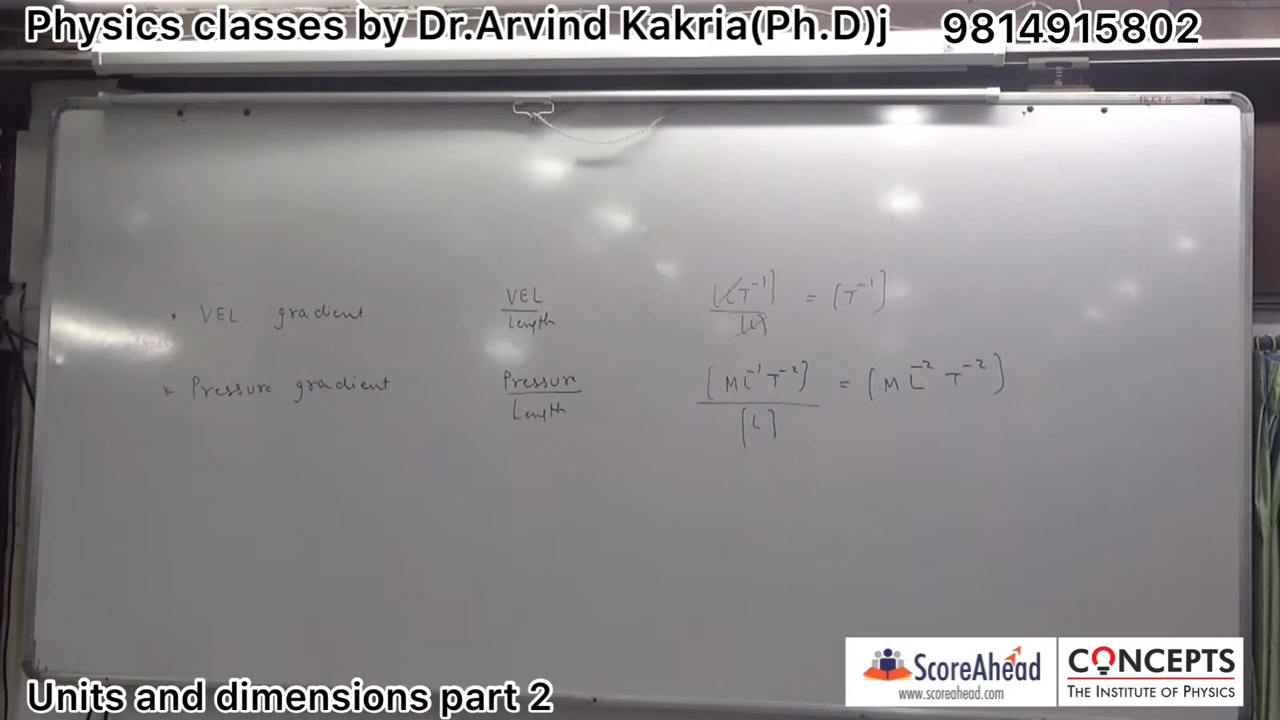 Physics classes by Dr.Arvind Kakria(Ph.D)j 9814915802
* VEL gradient VEL/Length [LT⁻¹]/[L] = [T⁻¹]
* Pressure gradient Pressure/Length [ML⁻¹T⁻²]/[L] = [ML⁻²T⁻²]
ScoreAhead
www.scoreahead.com
CONCEPTS
THE INSTITUTE OF PHYSICS
Units and dimensions part 2